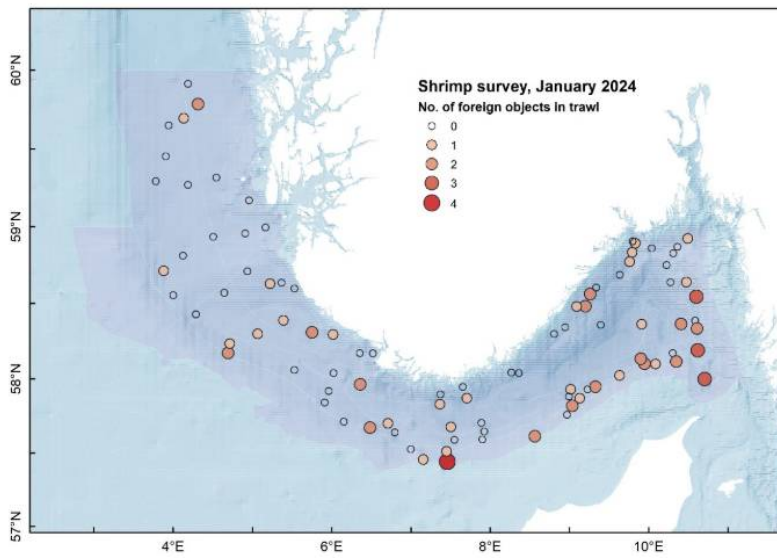 Shrimp survey, January 2024
No. of foreign objects in trawl
0
1
2
3
4
60°N
59°N
58°N
57°N
4°E
6°E
8°E
10°E